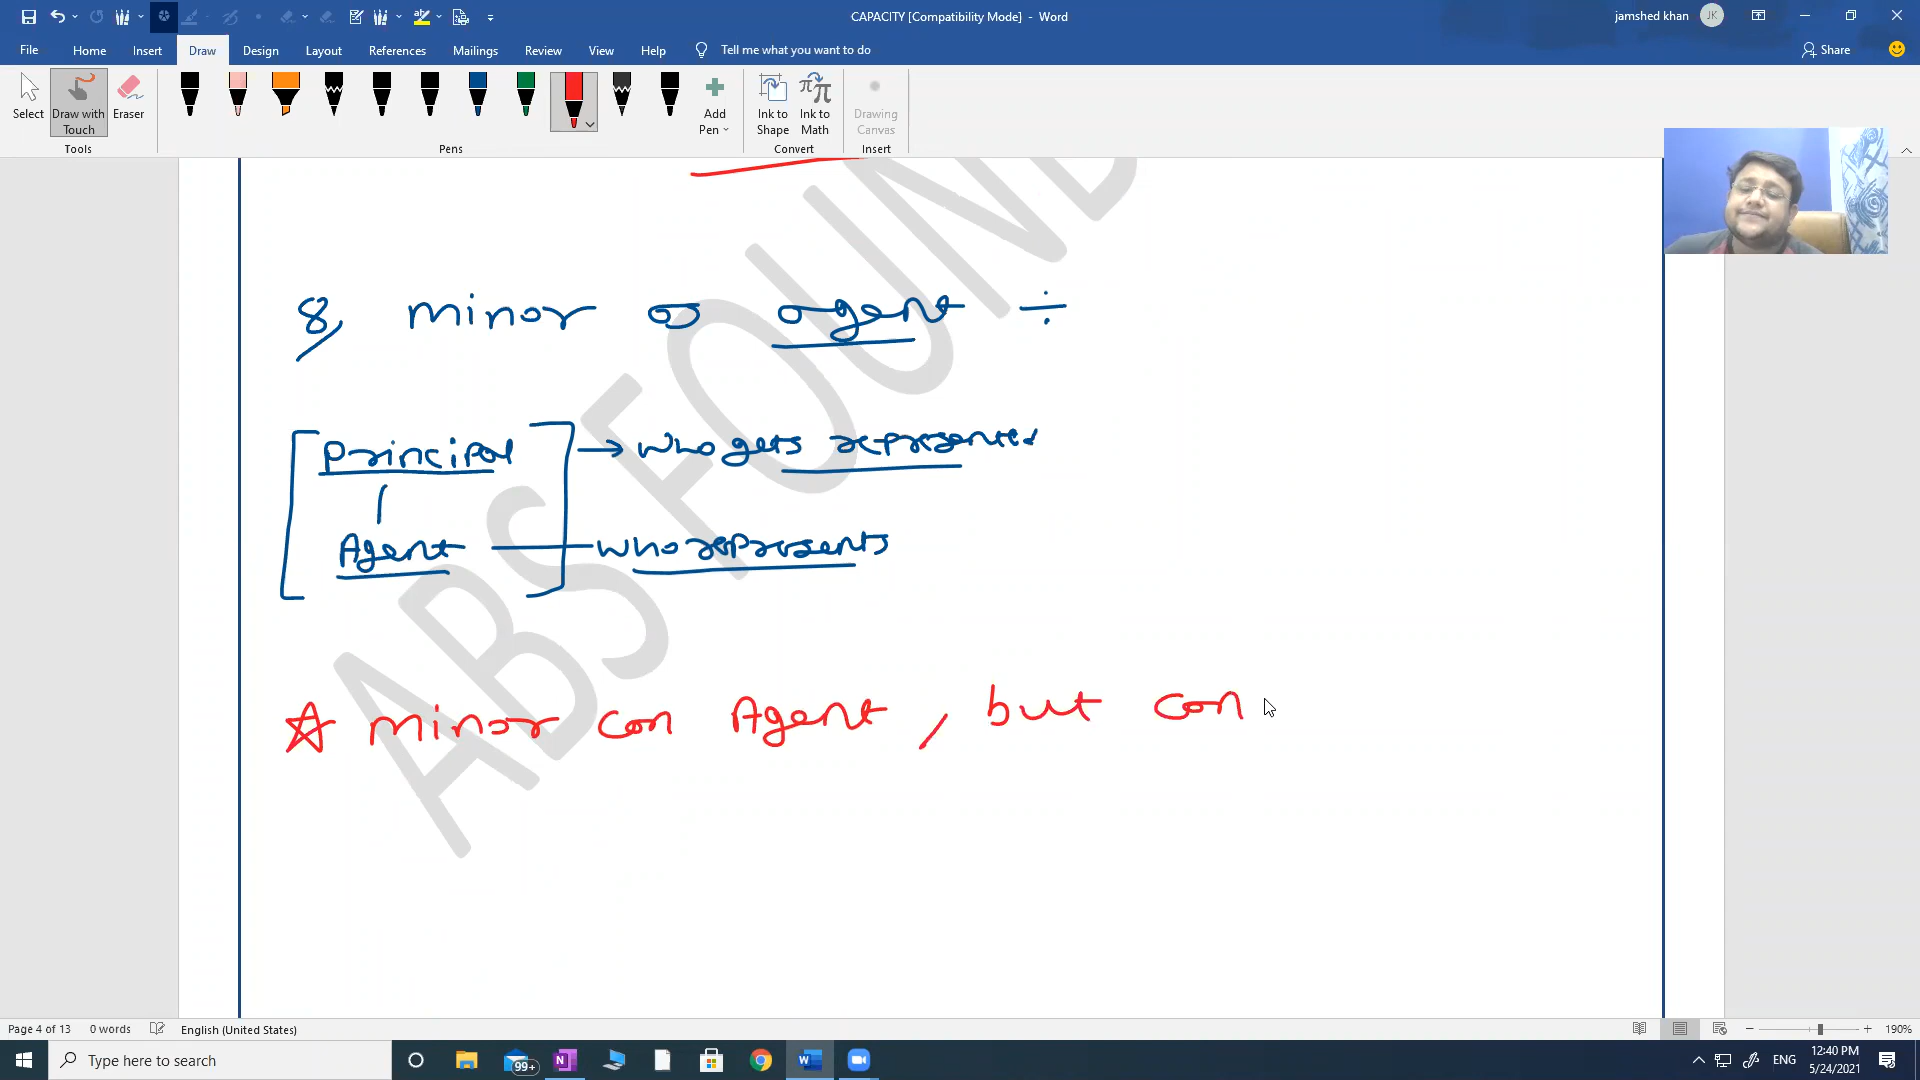 CAPACITY [Compatibility Mode] - Word
jamshed khan JK
File Home Insert Draw Design Layout References Mailings Review View Help Tell me what you want to do Share
Select
Draw with Touch
Eraser
Add Pen
Ink to Shape
Ink to Math
Drawing Canvas
Tools
Pens
Convert
Insert
8, minor as agent ÷
Principal → who gets represented
Agent — who represents
☆ minor can Agent, but can
ABS FOUND
Page 4 of 13 0 words English (United States) 190%
Type here to search
99+
ENG
12:40 PM
5/24/2021